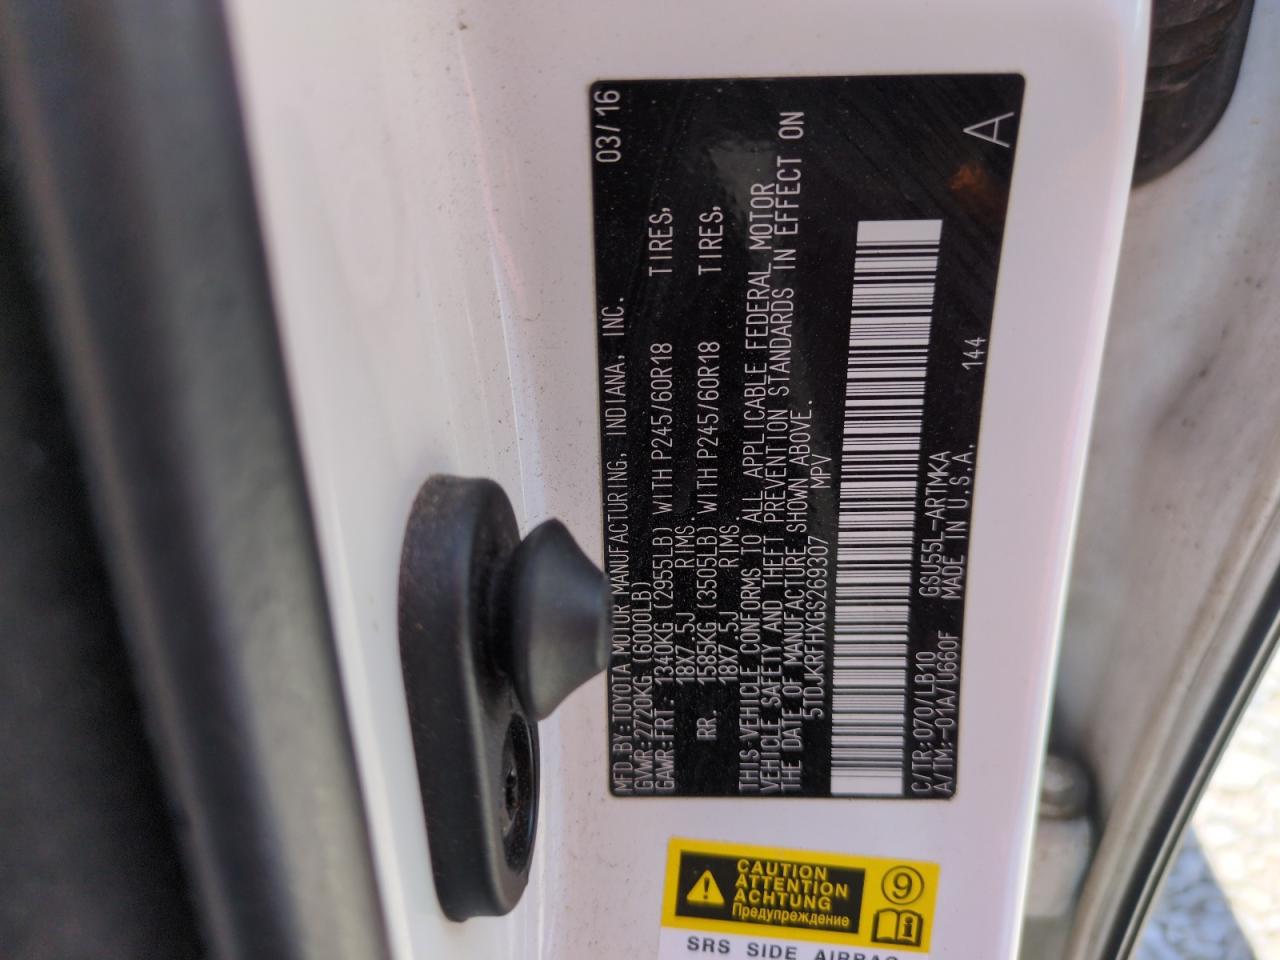 MFD.BY:TOYOTA MOTOR MANUFACTURING, INDIANA, INC. 03/16
GVWR:2720KG(6000LB)
GAWR:FRT. 1340KG(2955LB)WITH P245/60R18 TIRES,
18X7.5J RIMS.
RR. 1585KG(3505LB)WITH P245/60R18 TIRES,
18X7.5J RIMS.
THIS VEHICLE CONFORMS TO ALL APPLICABLE FEDERAL MOTOR
VEHICLE SAFETY AND THEFT PREVENTION STANDARDS IN EFFECT ON
THE DATE OF MANUFACTURE SHOWN ABOVE.
5TDJKRFHXGS269307 MPV
C/TR:070/LB10 GSU55L-ARTMKA
A/TM:-01A/U660F MADE IN U.S.A. 144
A
CAUTION
ATTENTION
ACHTUNG
Предупреждение
9
i
SRS SIDE AIRBAG